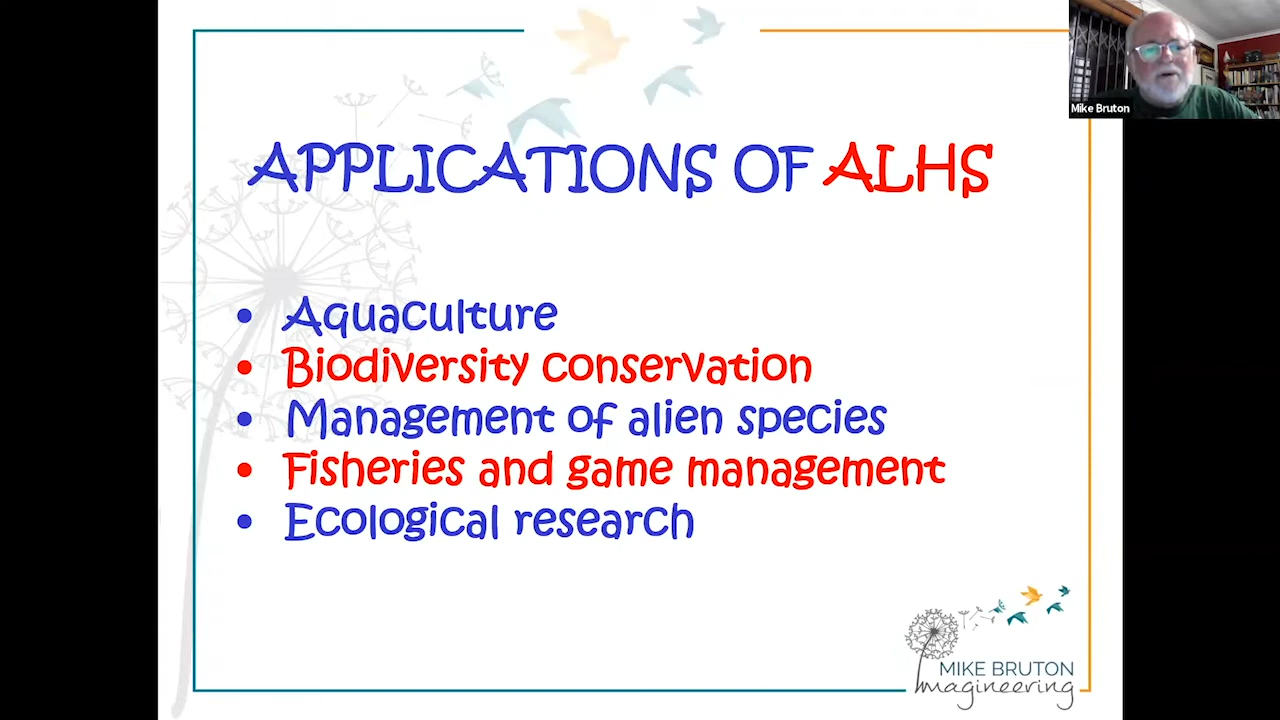 Mike Bruton
APPLICATIONS OF ALHS
• Aquaculture
• Biodiversity conservation
• Management of alien species
• Fisheries and game management
• Ecological research
MIKE BRUTON
Imagineering